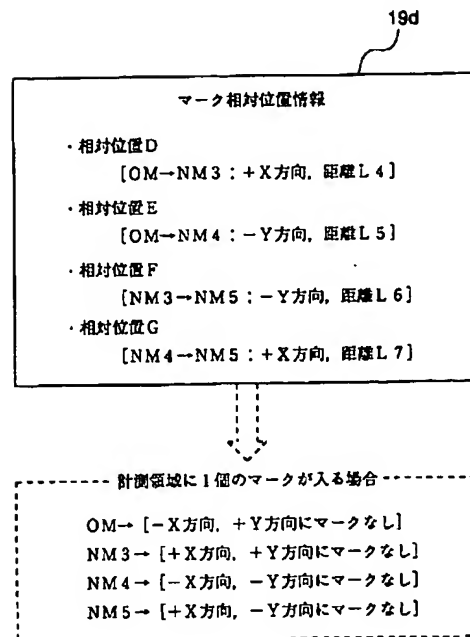 19d
マーク相対位置情報
・相対位置D
[OM→NM3:+X方向, 距離L4]
・相対位置E
[OM→NM4:-Y方向, 距離L5]
・相対位置F
[NM3→NM5:-Y方向, 距離L6]
・相対位置G
[NM4→NM5:+X方向, 距離L7]
計測領域に1個のマークが入る場合
OM→ [-X方向, +Y方向にマークなし]
NM3→ [+X方向, +Y方向にマークなし]
NM4→ [-X方向, -Y方向にマークなし]
NM5→ [+X方向, -Y方向にマークなし]